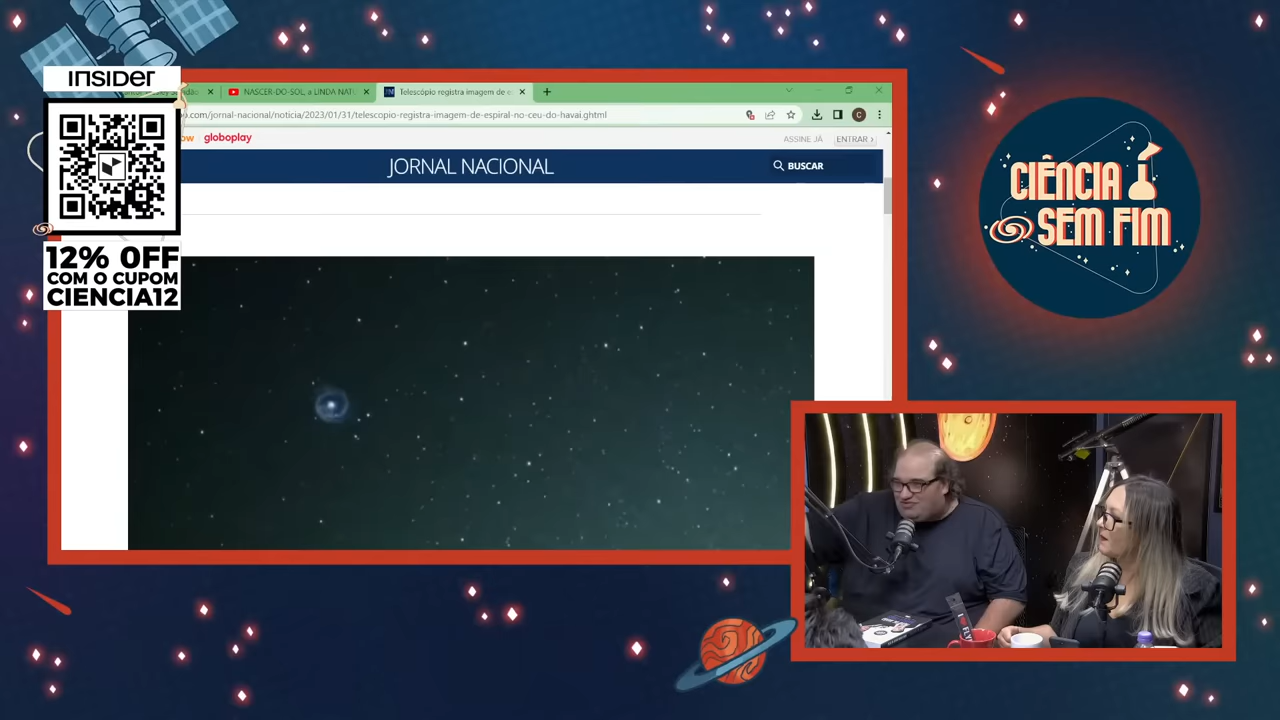 INSIDER
12% OFF
COM O CUPOM
CIENCIA12
NASCER-DO-SOL, a LINDA NAT
Telescópio registra imagem de e
.com/jornal-nacional/noticia/2023/01/31/telescopio-registra-imagem-de-espiral-no-ceu-do-havai.ghtml
globoplay
ASSINE JÁ
ENTRAR ›
JORNAL NACIONAL
BUSCAR
CIÊNCIA
SEM FIM
FLY